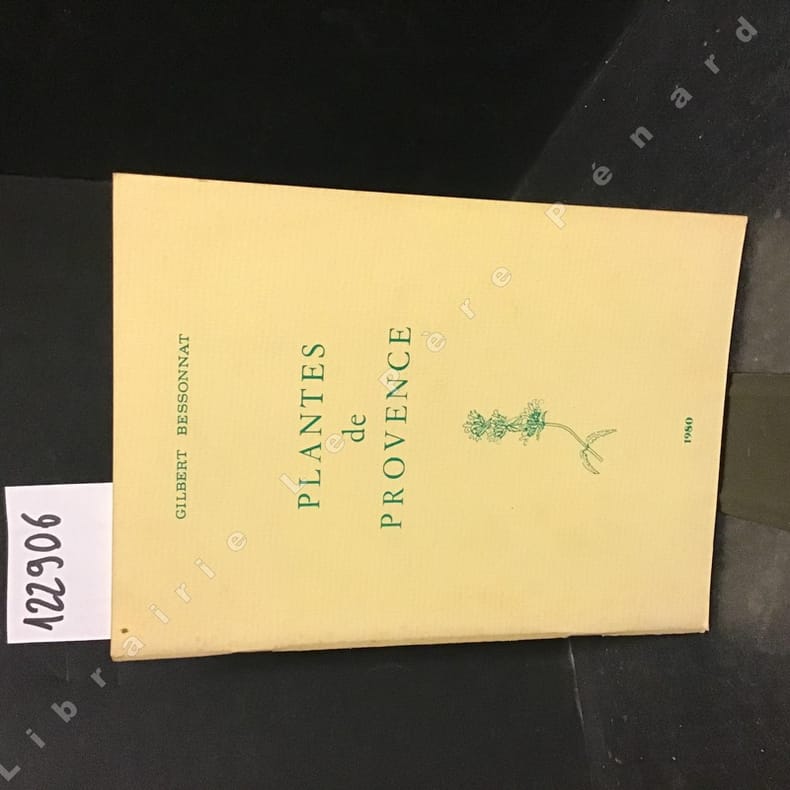 GILBERT BESSONNAT
PLANTES
de
PROVENCE
1980
122906
Librairie Le Père Pénard